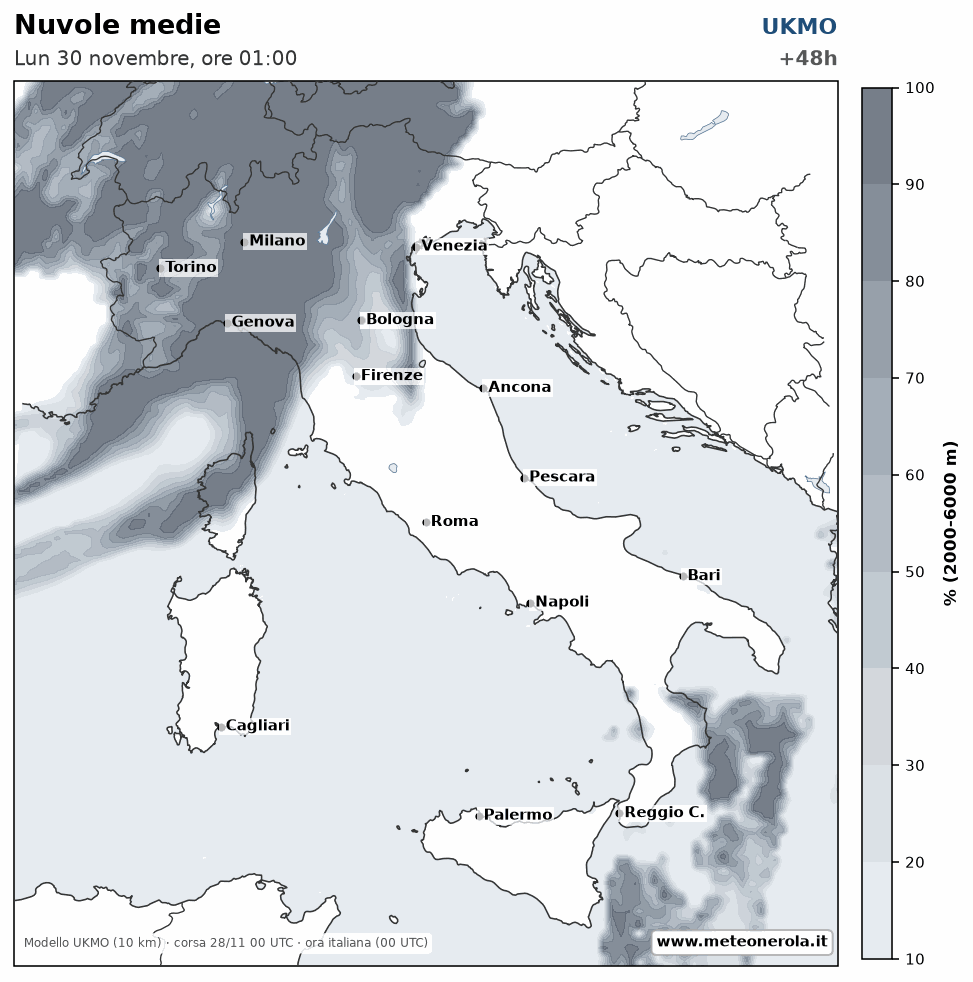 Nuvole medie
UKMO
Lun 30 novembre, ore 01:00
+48h
100
90
80
70
60
50
40
30
20
10
% (2000-6000 m)
Milano
Venezia
Torino
Genova
Bologna
Firenze
Ancona
Pescara
Roma
Bari
Napoli
Cagliari
Palermo
Reggio C.
Modello UKMO (10 km) · corsa 28/11 00 UTC · ora italiana (00 UTC)
www.meteonerola.it